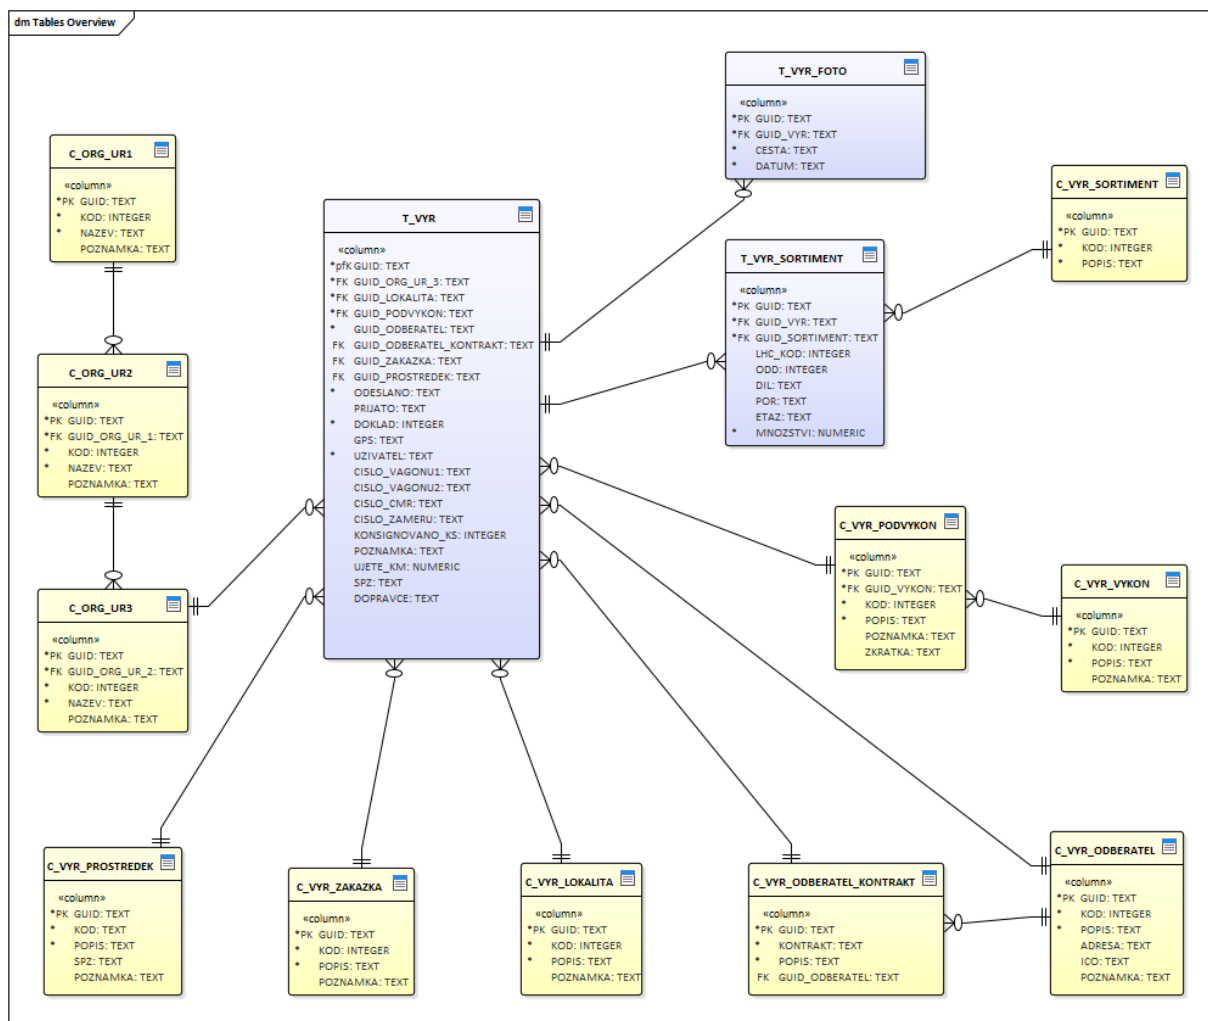 dm Tables Overview
T_VYR_FOTO
«column»
*PK GUID: TEXT
*FK GUID_VYR: TEXT
* CESTA: TEXT
* DATUM: TEXT
C_ORG_UR1
«column»
*PK GUID: TEXT
* KOD: INTEGER
* NAZEV: TEXT
POZNAMKA: TEXT
C_VYR_SORTIMENT
«column»
*PK GUID: TEXT
* KOD: INTEGER
* POPIS: TEXT
T_VYR
«column»
*pfK GUID: TEXT
*FK GUID_ORG_UR_3: TEXT
*FK GUID_LOKALITA: TEXT
*FK GUID_PODVYKON: TEXT
* GUID_ODBERATEL: TEXT
FK GUID_ODBERATEL_KONTRAKT: TEXT
FK GUID_ZAKAZKA: TEXT
FK GUID_PROSTREDEK: TEXT
* ODESLANO: TEXT
PRIJATO: TEXT
* DOKLAD: INTEGER
GPS: TEXT
* UZIVATEL: TEXT
CISLO_VAGONU1: TEXT
CISLO_VAGONU2: TEXT
CISLO_CMR: TEXT
CISLO_ZAMERU: TEXT
KONSIGNOVANO_KS: INTEGER
POZNAMKA: TEXT
UJETE_KM: NUMERIC
SPZ: TEXT
DOPRAVCE: TEXT
T_VYR_SORTIMENT
«column»
*PK GUID: TEXT
*FK GUID_VYR: TEXT
*FK GUID_SORTIMENT: TEXT
LHC_KOD: INTEGER
ODD: INTEGER
DIL: TEXT
POR: TEXT
ETAZ: TEXT
* MNOZSTVI: NUMERIC
C_ORG_UR2
«column»
*PK GUID: TEXT
*FK GUID_ORG_UR_1: TEXT
* KOD: INTEGER
* NAZEV: TEXT
POZNAMKA: TEXT
C_VYR_PODVYKON
«column»
*PK GUID: TEXT
*FK GUID_VYKON: TEXT
* KOD: INTEGER
* POPIS: TEXT
POZNAMKA: TEXT
ZKRATKA: TEXT
C_VYR_VYKON
«column»
*PK GUID: TEXT
* KOD: INTEGER
* POPIS: TEXT
POZNAMKA: TEXT
C_ORG_UR3
«column»
*PK GUID: TEXT
*FK GUID_ORG_UR_2: TEXT
* KOD: INTEGER
* NAZEV: TEXT
POZNAMKA: TEXT
C_VYR_PROSTREDEK
«column»
*PK GUID: TEXT
* KOD: TEXT
* POPIS: TEXT
SPZ: TEXT
POZNAMKA: TEXT
C_VYR_ZAKAZKA
«column»
*PK GUID: TEXT
* KOD: INTEGER
* POPIS: TEXT
POZNAMKA: TEXT
C_VYR_LOKALITA
«column»
*PK GUID: TEXT
* KOD: INTEGER
* POPIS: TEXT
POZNAMKA: TEXT
C_VYR_ODBERATEL_KONTRAKT
«column»
*PK GUID: TEXT
* KONTRAKT: TEXT
* POPIS: TEXT
FK GUID_ODBERATEL: TEXT
C_VYR_ODBERATEL
«column»
*PK GUID: TEXT
* KOD: INTEGER
* POPIS: TEXT
ADRESA: TEXT
ICO: TEXT
POZNAMKA: TEXT